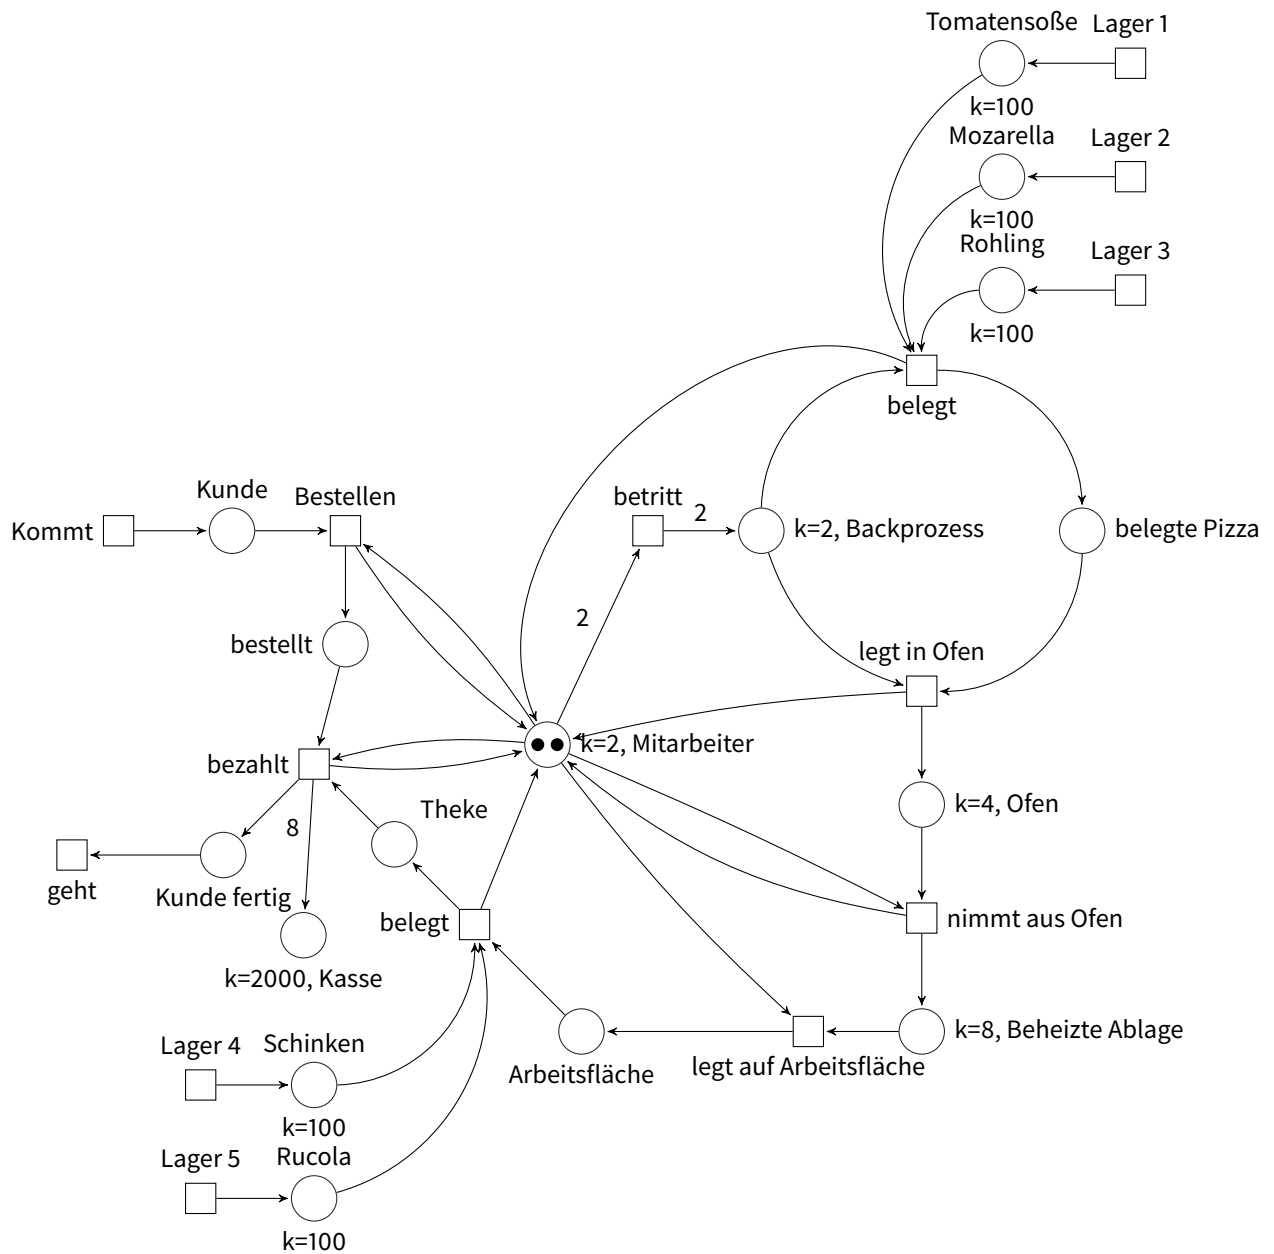 Tomatensoße
Lager 1
k=100
Mozarella
Lager 2
k=100
Rohling
Lager 3
k=100
belegt
Kunde
Bestellen
betritt
2
Kommt
k=2, Backprozess
belegte Pizza
2
bestellt
legt in Ofen
k=2, Mitarbeiter
bezahlt
Theke
k=4, Ofen
8
geht
Kunde fertig
belegt
nimmt aus Ofen
k=2000, Kasse
k=8, Beheizte Ablage
Lager 4
Schinken
Arbeitsfläche
legt auf Arbeitsfläche
k=100
Lager 5
Rucola
k=100